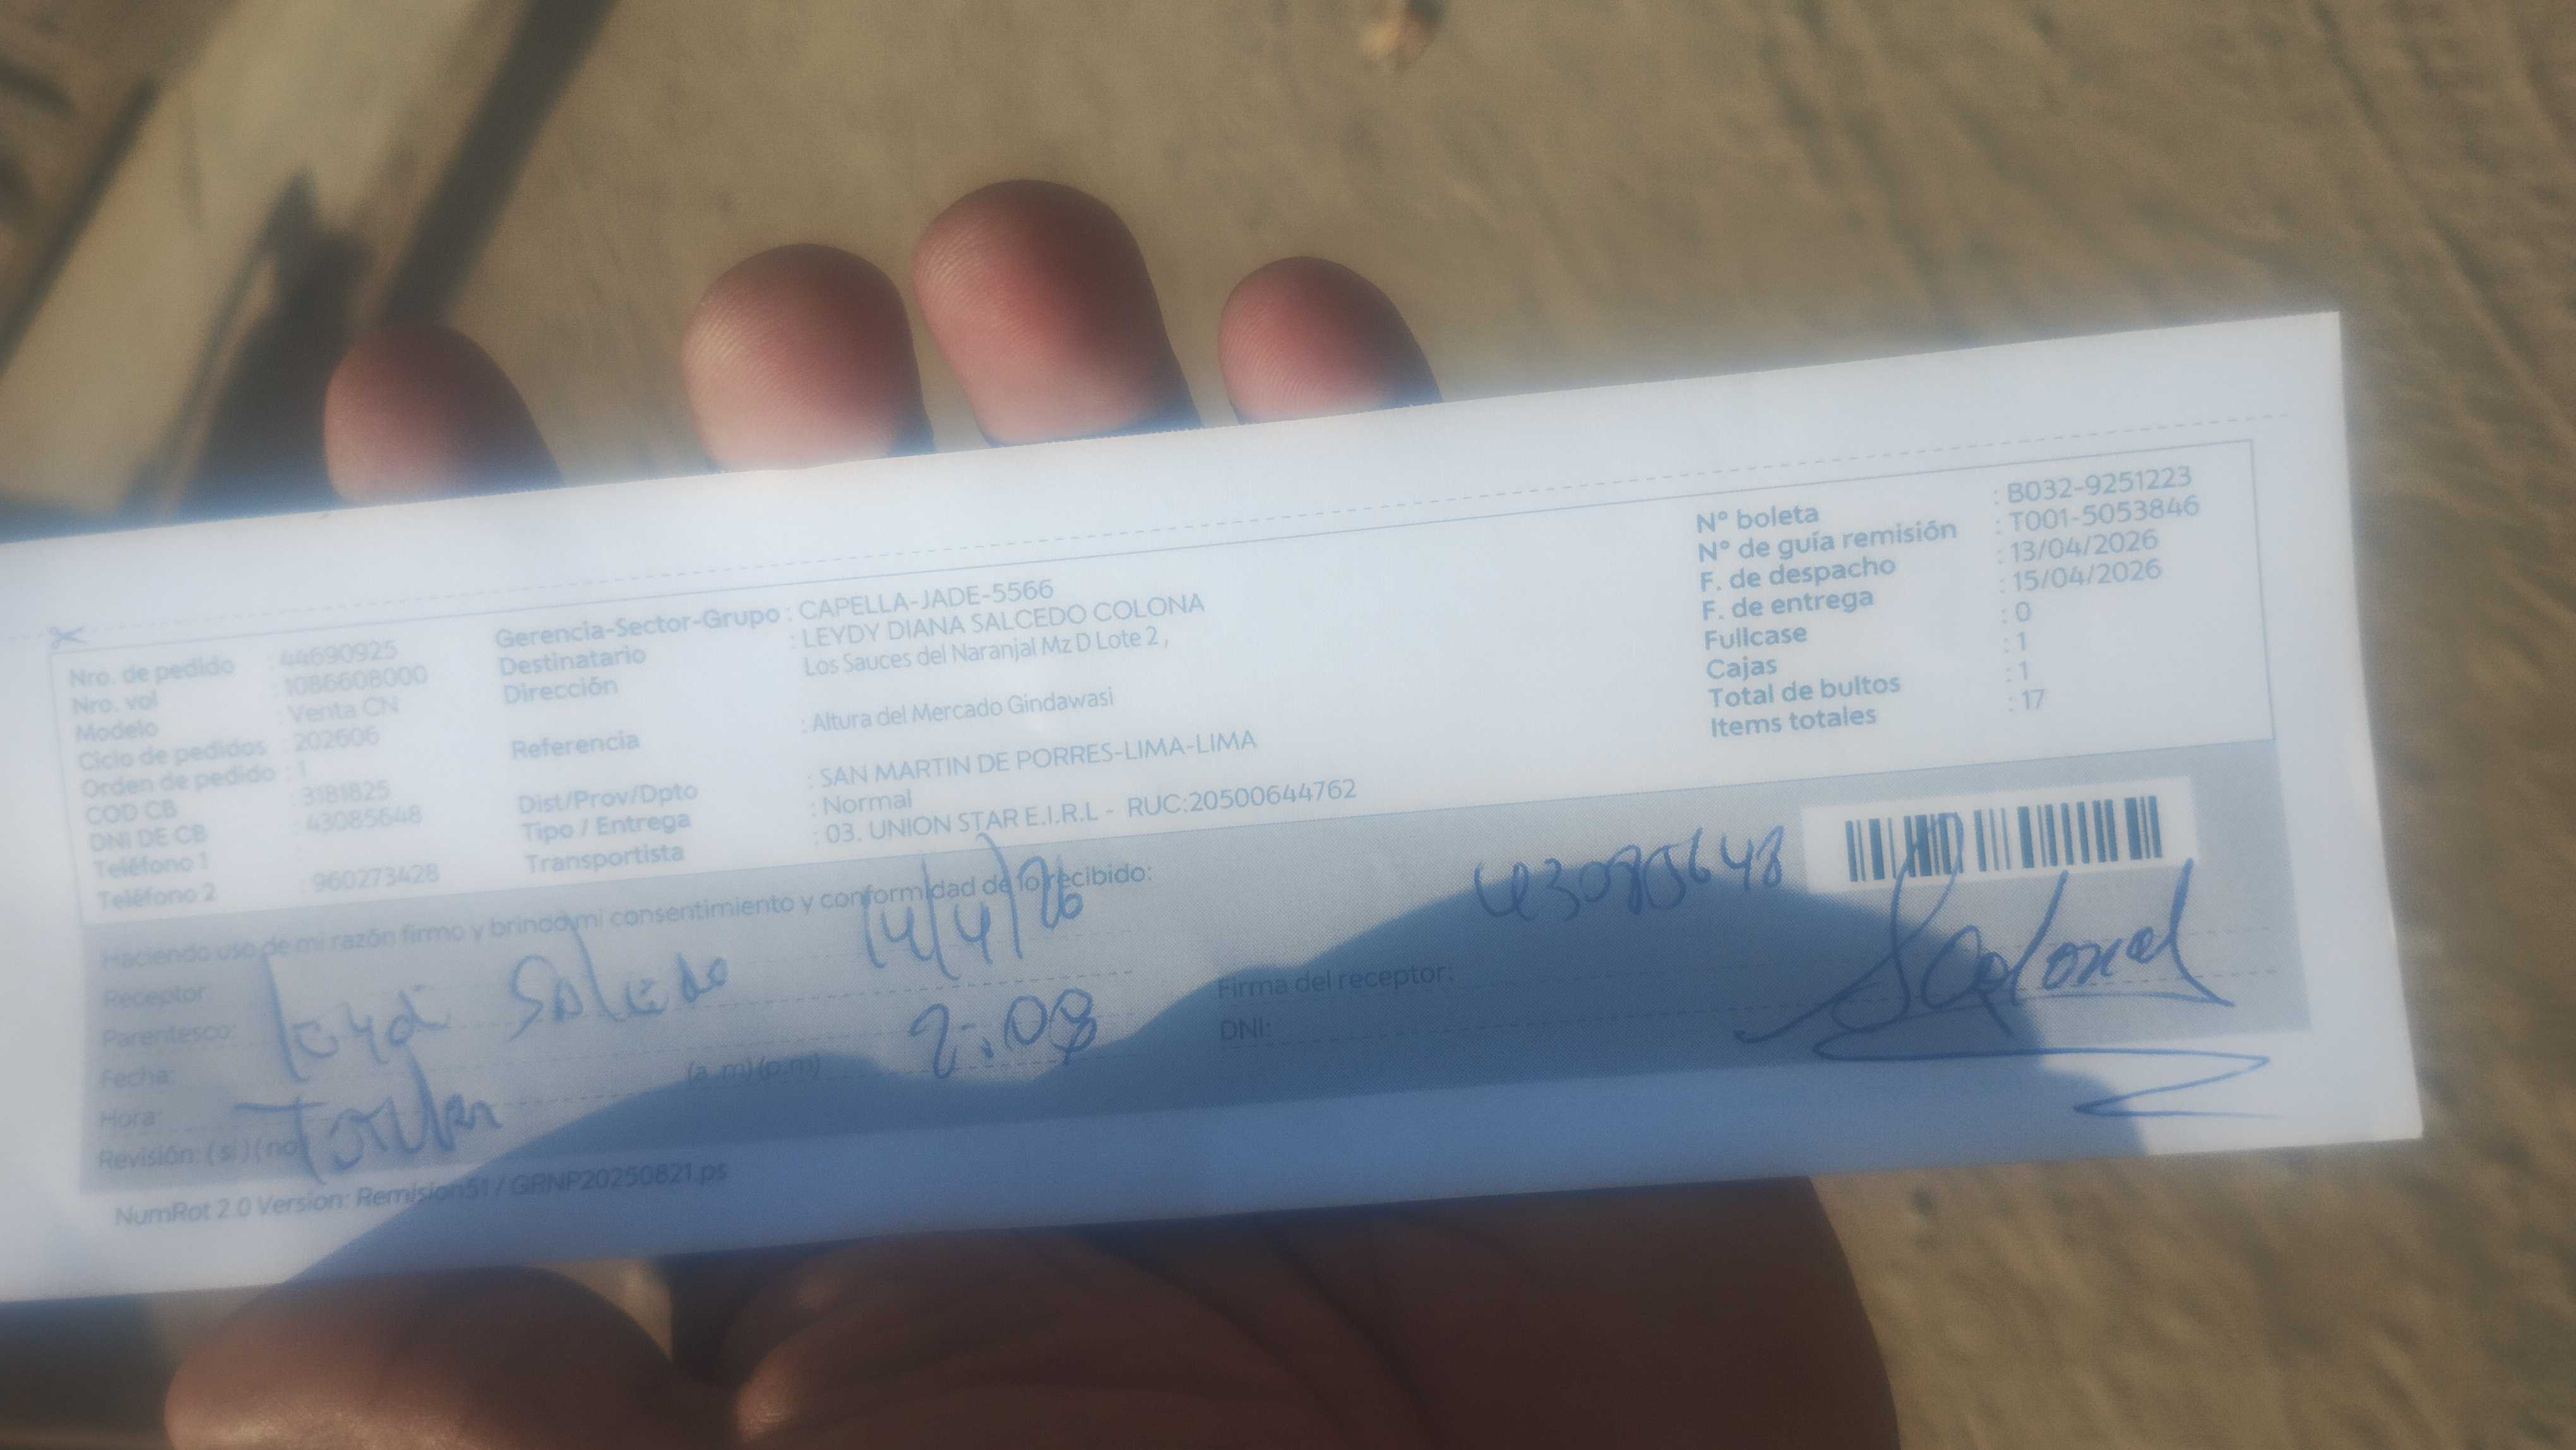 Nro. de pedido : 44690925
Nro. vol : 1086608000
Modelo : Venta CN
Ciclo de pedidos : 202606
Orden de pedido : 1
COD CB : 3181825
DNI DE CB : 43085648
Teléfono 1
Teléfono 2 : 960273428
Gerencia-Sector-Grupo : CAPELLA-JADE-5566
Destinatario : LEYDY DIANA SALCEDO COLONA
Dirección : Los Sauces del Naranjal Mz D Lote 2 ,
Referencia : Altura del Mercado Gindawasi
Dist/Prov/Dpto : SAN MARTIN DE PORRES-LIMA-LIMA
Tipo / Entrega : Normal
Transportista : 03. UNION STAR E.I.R.L - RUC:20500644762
N° boleta : B032-9251223
N° de guía remisión : T001-5053846
F. de despacho : 13/04/2026
F. de entrega : 15/04/2026
Fullcase : 0
Cajas : 1
Total de bultos : 1
Items totales : 17
Haciendo uso de mi razón firmo y brindo mi consentimiento y conformidad de lo recibido:
Receptor:
Parentesco:
Fecha: 14/4/26
Hora: (a .m) (p.m) 2:08
Revisión: ( si ) ( no
Firma del receptor:
DNI: 43085648
NumRot 2.0 Version: Remision51 / GRNP20250821.ps